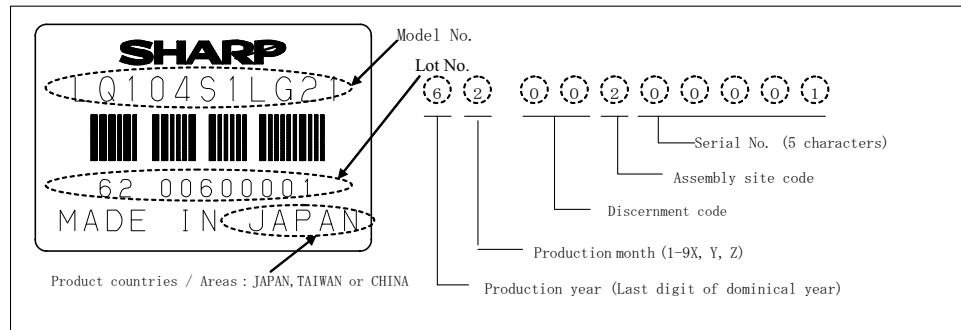 SHARP
LQ104S1LG21
62 00600001
MADE IN JAPAN
Model No.
Lot No.
6 2 0 0 2 0 0 0 0 1
Serial No. (5 characters)
Assembly site code
Discernment code
Production month (1-9X, Y, Z)
Production year (Last digit of dominical year)
Product countries / Areas : JAPAN,TAIWAN or CHINA